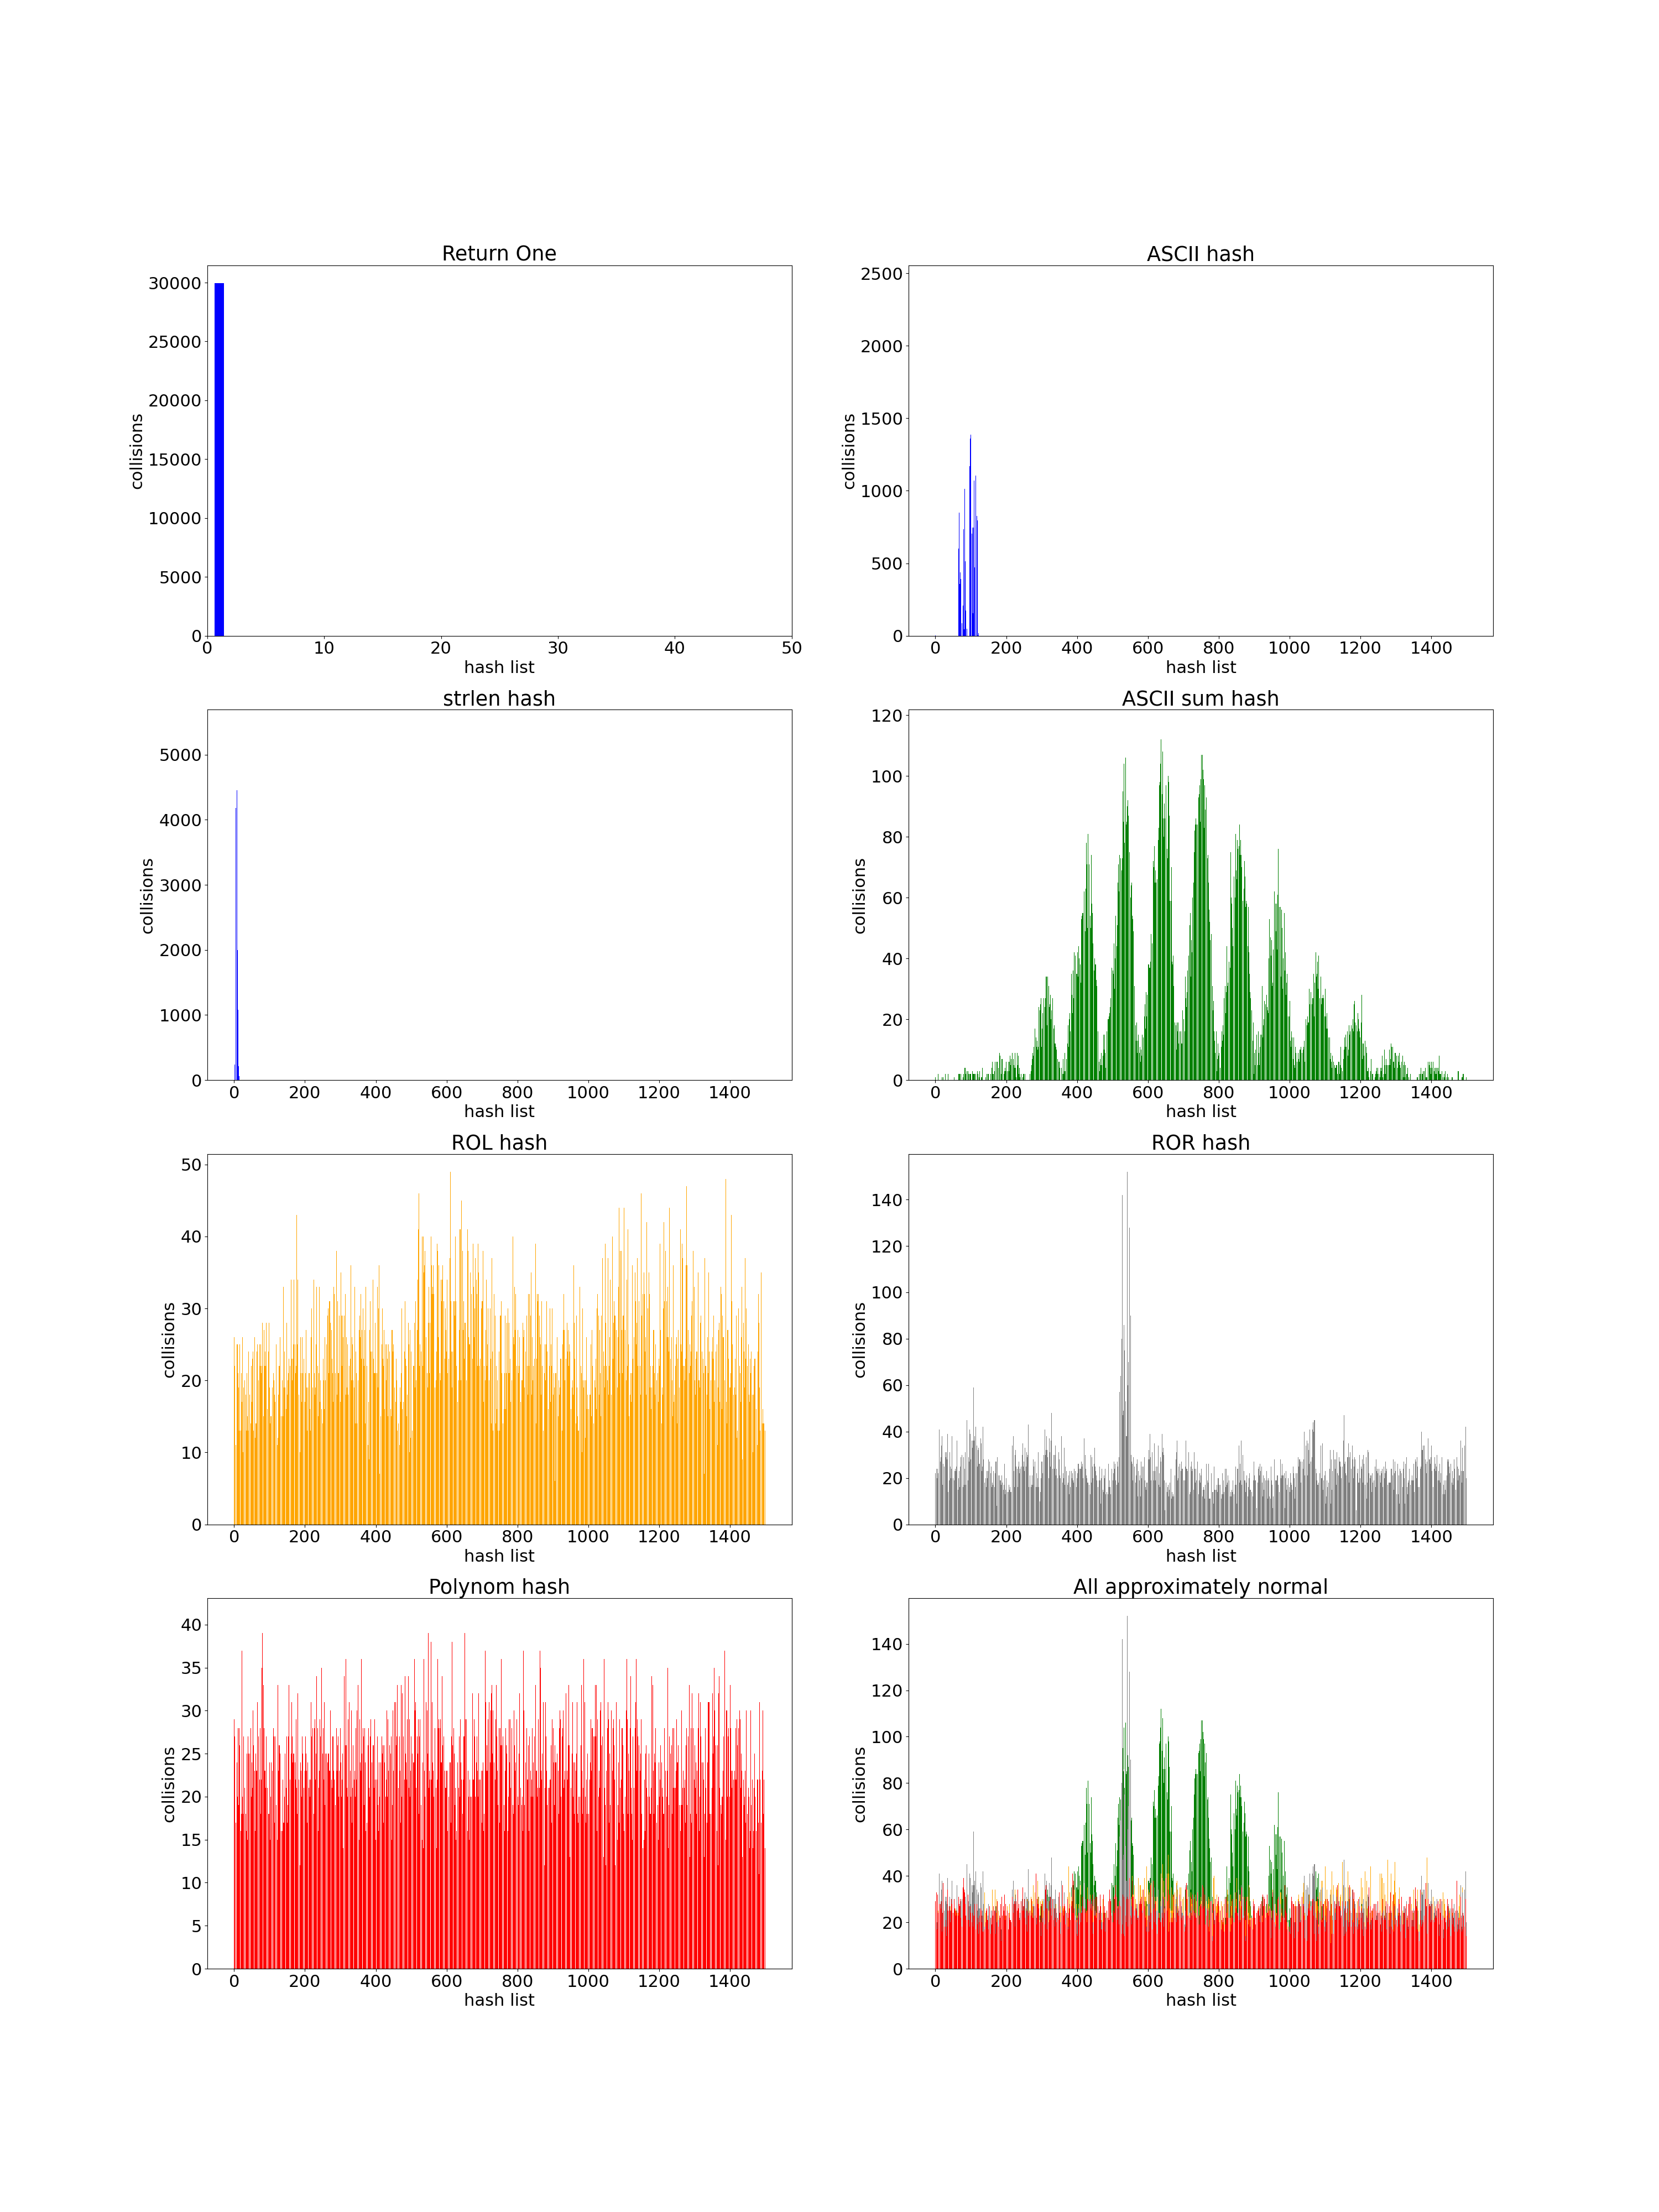 Return One
30000
25000
20000
15000
10000
5000
0
collisions
0 10 20 30 40 50
hash list
ASCII hash
2500
2000
1500
1000
500
0
collisions
0 200 400 600 800 1000 1200 1400
hash list
strlen hash
5000
4000
3000
2000
1000
0
collisions
0 200 400 600 800 1000 1200 1400
hash list
ASCII sum hash
120
100
80
60
40
20
0
collisions
0 200 400 600 800 1000 1200 1400
hash list
ROL hash
50
40
30
20
10
0
collisions
0 200 400 600 800 1000 1200 1400
hash list
ROR hash
140
120
100
80
60
40
20
0
collisions
0 200 400 600 800 1000 1200 1400
hash list
Polynom hash
40
35
30
25
20
15
10
5
0
collisions
0 200 400 600 800 1000 1200 1400
hash list
All approximately normal
140
120
100
80
60
40
20
0
collisions
0 200 400 600 800 1000 1200 1400
hash list